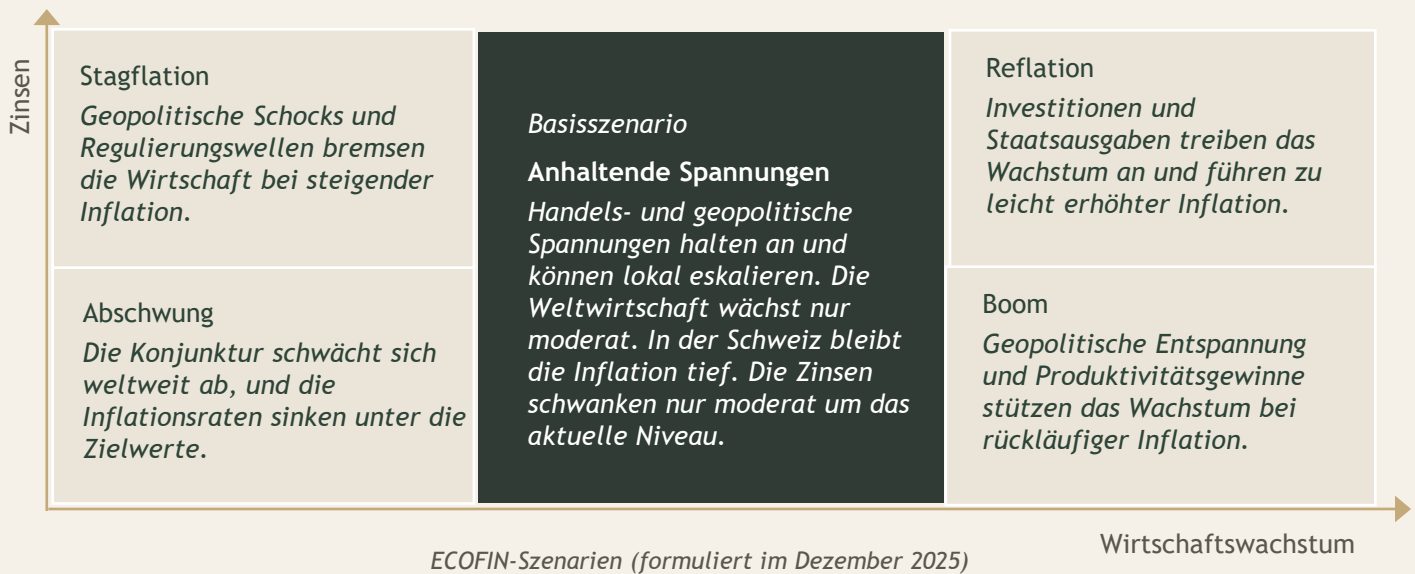 Zinsen
Stagflation
Geopolitische Schocks und
Regulierungswellen bremsen
die Wirtschaft bei steigender
Inflation.
Abschwung
Die Konjunktur schwächt sich
weltweit ab, und die
Inflationsraten sinken unter die
Zielwerte.
Basisszenario
Anhaltende Spannungen
Handels- und geopolitische
Spannungen halten an und
können lokal eskalieren. Die
Weltwirtschaft wächst nur
moderat. In der Schweiz bleibt
die Inflation tief. Die Zinsen
schwanken nur moderat um das
aktuelle Niveau.
Reflation
Investitionen und
Staatsausgaben treiben das
Wachstum an und führen zu
leicht erhöhter Inflation.
Boom
Geopolitische Entspannung
und Produktivitätsgewinne
stützen das Wachstum bei
rückläufiger Inflation.
Wirtschaftswachstum
ECOFIN-Szenarien (formuliert im Dezember 2025)